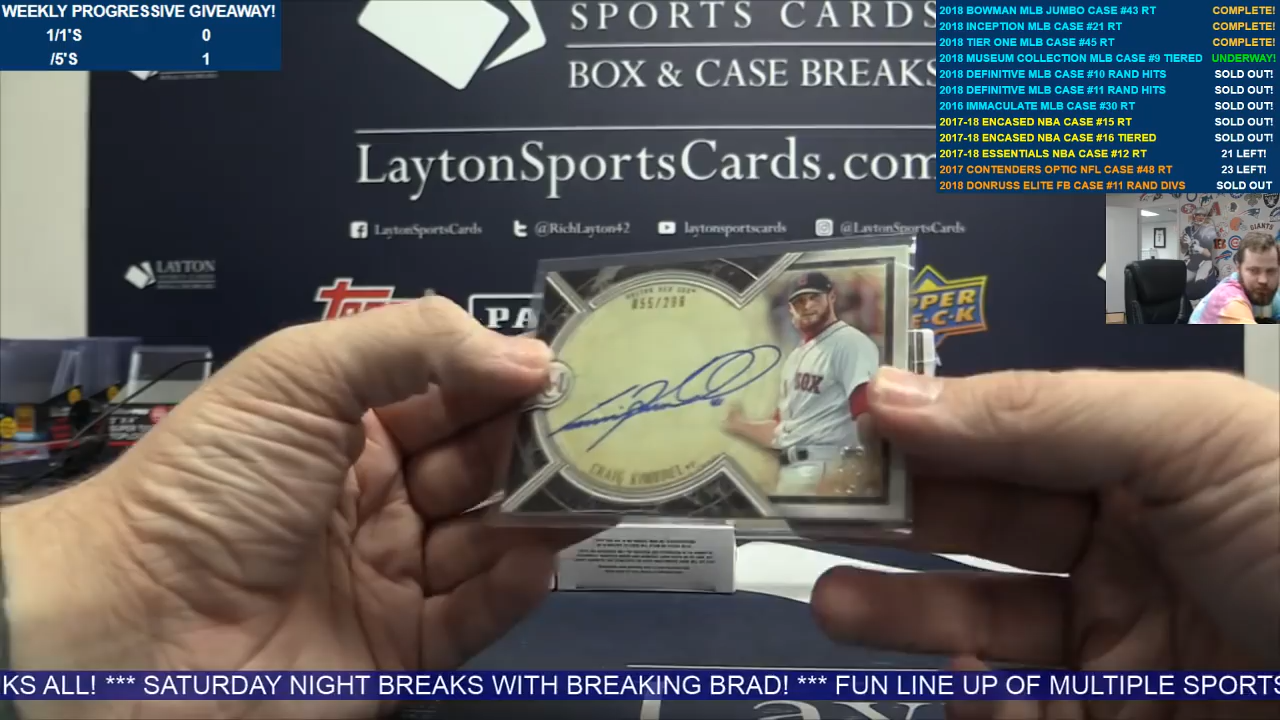 WEEKLY PROGRESSIVE GIVEAWAY!
1/1'S 0
/5'S 1
2018 BOWMAN MLB JUMBO CASE #43 RT COMPLETE!
2018 INCEPTION MLB CASE #21 RT COMPLETE!
2018 TIER ONE MLB CASE #45 RT COMPLETE!
2018 MUSEUM COLLECTION MLB CASE #9 TIERED UNDERWAY!
2018 DEFINITIVE MLB CASE #10 RAND HITS SOLD OUT!
2018 DEFINITIVE MLB CASE #11 RAND HITS SOLD OUT!
2016 IMMACULATE MLB CASE #30 RT SOLD OUT!
2017-18 ENCASED NBA CASE #15 RT SOLD OUT!
2017-18 ENCASED NBA CASE #16 TIERED SOLD OUT!
2017-18 ESSENTIALS NBA CASE #12 RT 21 LEFT!
2017 CONTENDERS OPTIC NFL CASE #48 RT 23 LEFT!
2018 DONRUSS ELITE FB CASE #11 RAND DIVS SOLD OUT
SPORTS CARDS
BOX & CASE BREAKS
LaytonSportsCards.com
LaytonSportsCards @RichLayton42 laytonsportscards @LaytonSportsCards
LAYTON
GIANTS
BOSTON RED SOX
055/299
SOX
CRAIG KIMBREL
KS ALL! *** SATURDAY NIGHT BREAKS WITH BREAKING BRAD! *** FUN LINE UP OF MULTIPLE SPORTS